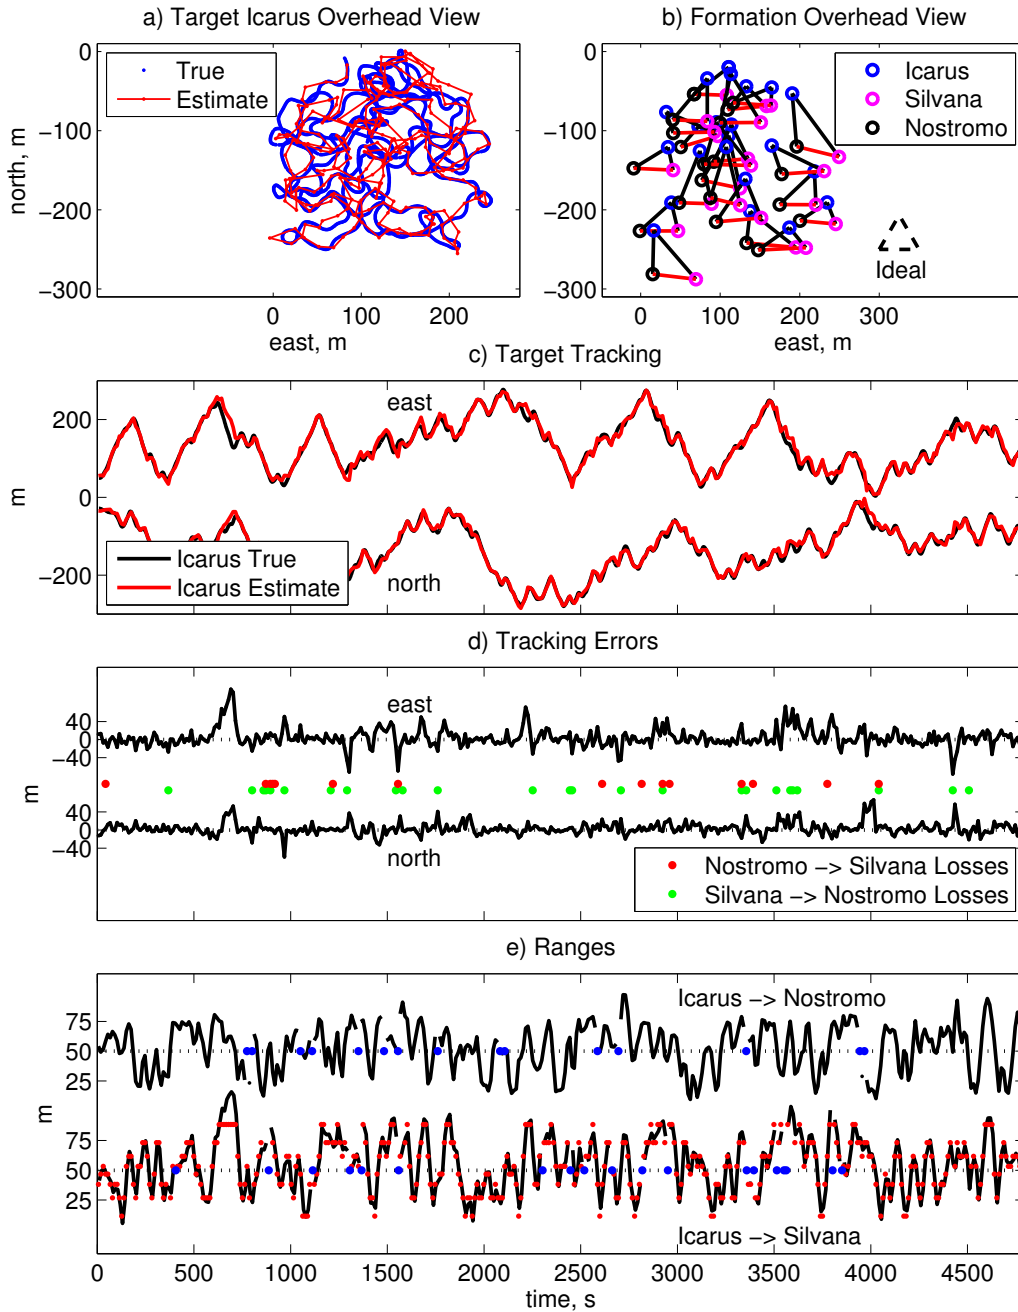 a) Target Icarus Overhead View
b) Formation Overhead View
0
−100
−200
−300
north, m
True
Estimate
0 100 200
east, m
0
−100
−200
−300
Icarus
Silvana
Nostromo
Ideal
0 100 200 300
east, m
c) Target Tracking
200
0
−200
m
east
north
Icarus True
Icarus Estimate
d) Tracking Errors
40
0
−40
40
0
−40
m
east
north
Nostromo −> Silvana Losses
Silvana −> Nostromo Losses
e) Ranges
75
50
25
75
50
25
m
Icarus −> Nostromo
Icarus −> Silvana
0 500 1000 1500 2000 2500 3000 3500 4000 4500
time, s